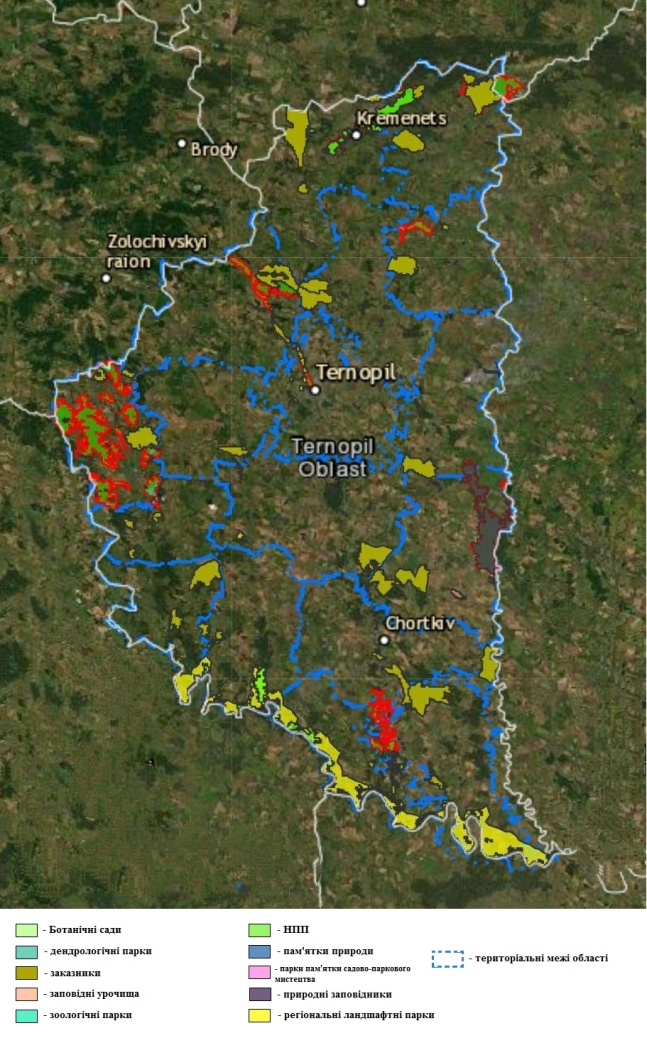 Kremenets
Brody
Zolochivskyi
raion
Ternopil
Ternopil
Oblast
Chortkiv
- Ботанічні сади
- дендрологічні парки
- заказники
- заповідні урочища
- зоологічні парки
- НПП
- пам'ятки природи
- парки пам'ятки садово-паркового
мистецтва
- природні заповідники
- регіональні ландшафтні парки
- територіальні межі області